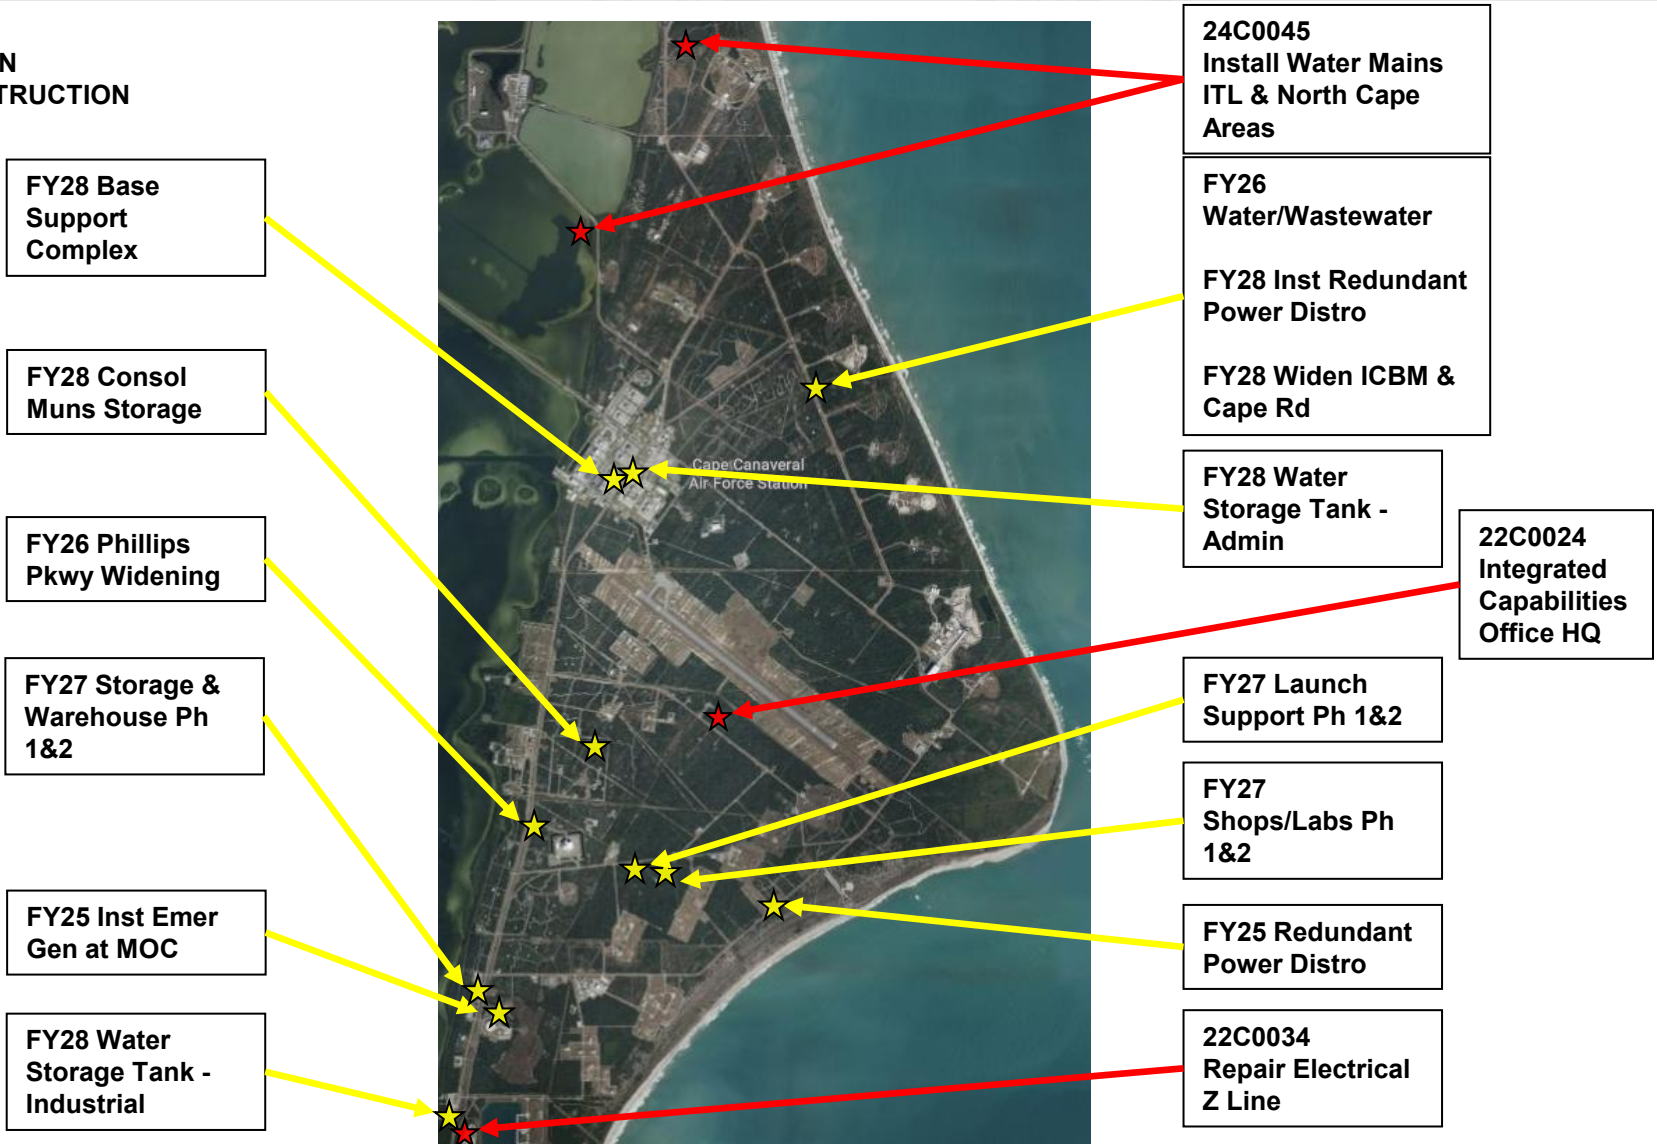 N
TRUCTION
FY28 Base
Support
Complex
FY28 Consol
Muns Storage
FY26 Phillips
Pkwy Widening
FY27 Storage &
Warehouse Ph
1&2
FY25 Inst Emer
Gen at MOC
FY28 Water
Storage Tank -
Industrial
Cape Canaveral
Air Force Station
24C0045
Install Water Mains
ITL & North Cape
Areas
FY26
Water/Wastewater
FY28 Inst Redundant
Power Distro
FY28 Widen ICBM &
Cape Rd
FY28 Water
Storage Tank -
Admin
22C0024
Integrated
Capabilities
Office HQ
FY27 Launch
Support Ph 1&2
FY27
Shops/Labs Ph
1&2
FY25 Redundant
Power Distro
22C0034
Repair Electrical
Z Line